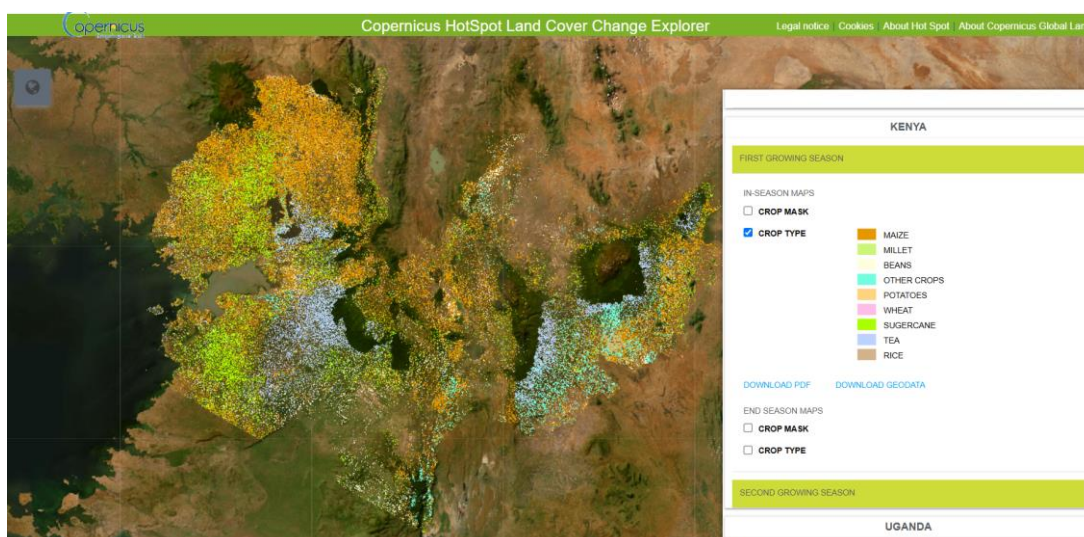 opernicus
Copernicus HotSpot Land Cover Change Explorer
Legal notice | Cookies | About Hot Spot | About Copernicus Global Lan
KENYA
FIRST GROWING SEASON
IN-SEASON MAPS
CROP MASK
CROP TYPE
MAIZE
MILLET
BEANS
OTHER CROPS
POTATOES
WHEAT
SUGERCANE
TEA
RICE
DOWNLOAD PDF DOWNLOAD GEODATA
END SEASON MAPS
CROP MASK
CROP TYPE
SECOND GROWING SEASON
UGANDA